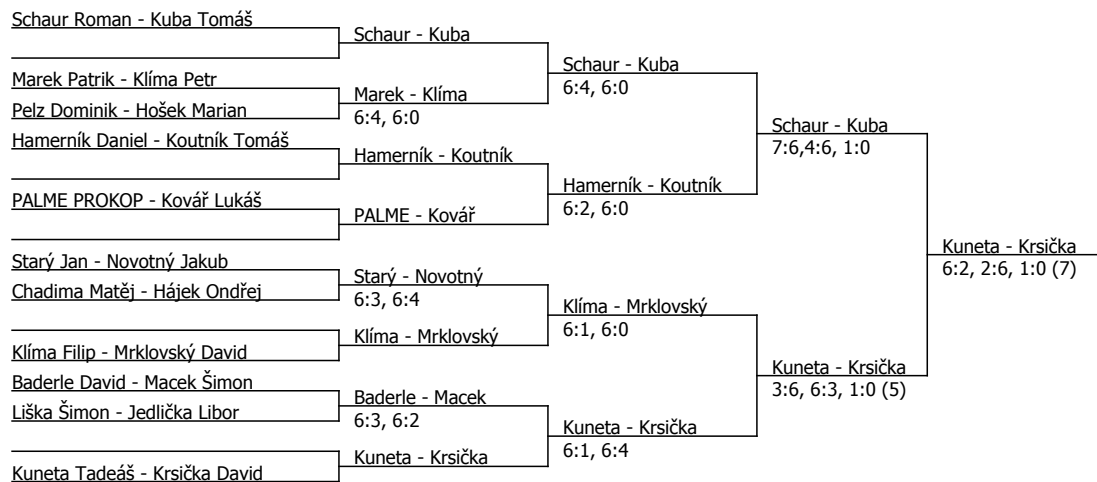 Schaur Roman - Kuba Tomáš
Marek Patrik - Klíma Petr
Pelz Dominik - Hošek Marian
Hamerník Daniel - Koutník Tomáš
PALME PROKOP - Kovář Lukáš
Starý Jan - Novotný Jakub
Chadima Matěj - Hájek Ondřej
Klíma Filip - Mrklovský David
Baderle David - Macek Šimon
Liška Šimon - Jedlička Libor
Kuneta Tadeáš - Krsička David
Schaur - Kuba
Marek - Klíma
6:4, 6:0
Hamerník - Koutník
PALME - Kovář
Starý - Novotný
6:3, 6:4
Klíma - Mrklovský
Baderle - Macek
6:3, 6:2
Kuneta - Krsička
Schaur - Kuba
6:4, 6:0
Hamerník - Koutník
6:2, 6:0
Klíma - Mrklovský
6:1, 6:0
Kuneta - Krsička
6:1, 6:4
Schaur - Kuba
7:6,4:6, 1:0
Kuneta - Krsička
3:6, 6:3, 1:0 (5)
Kuneta - Krsička
6:2, 2:6, 1:0 (7)